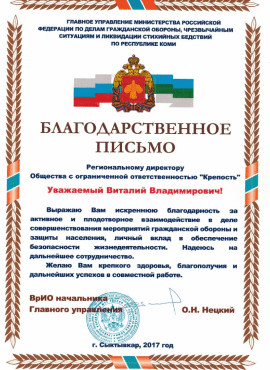 ГЛАВНОЕ УПРАВЛЕНИЕ МИНИСТЕРСТВА РОССИЙСКОЙ
ФЕДЕРАЦИИ ПО ДЕЛАМ ГРАЖДАНСКОЙ ОБОРОНЫ, ЧРЕЗВЫЧАЙНЫМ
СИТУАЦИЯМ И ЛИКВИДАЦИИ СТИХИЙНЫХ БЕДСТВИЙ
ПО РЕСПУБЛИКЕ КОМИ
БЛАГОДАРСТВЕННОЕ
ПИСЬМО
Региональному директору
Общества с ограниченной ответственностью "Крепость"
Уважаемый Виталий Владимирович!
Выражаю Вам искреннюю благодарность за
активное и плодотворное взаимодействие в деле
совершенствования мероприятий гражданской обороны и
защиты населения, личный вклад в обеспечение
безопасности жизнедеятельности. Надеюсь на
дальнейшее сотрудничество.
Желаю Вам крепкого здоровья, благополучия и
дальнейших успехов в совместной работе.
ВрИО начальника
Главного управления О.Н. Нецкий
г. Сыктывкар, 2017 год